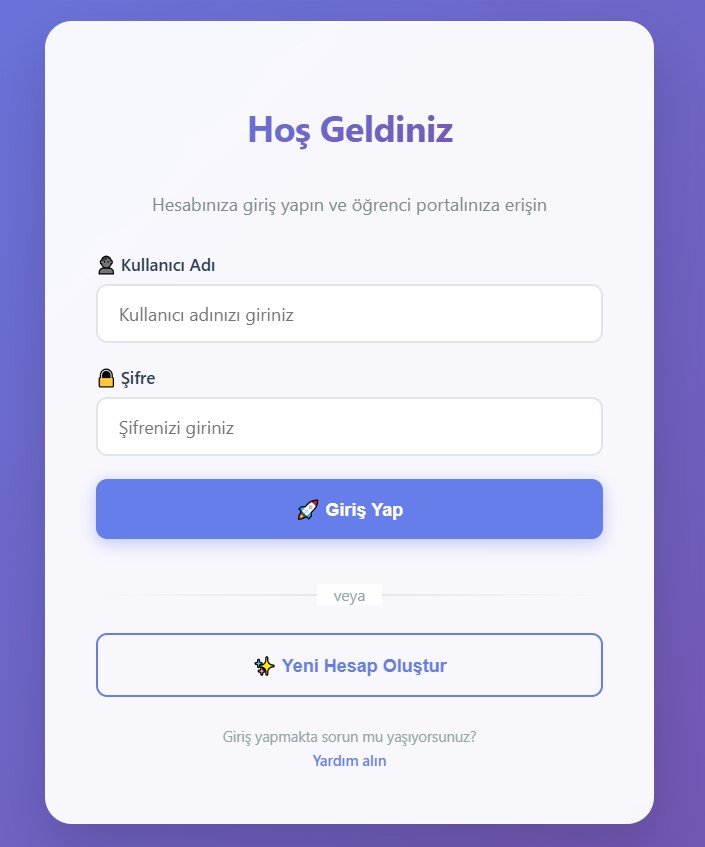 Hoş Geldiniz
Hesabınıza giriş yapın ve öğrenci portalınıza erişin
Kullanıcı Adı
Kullanıcı adınızı giriniz
Şifre
Şifrenizi giriniz
🚀 Giriş Yap
veya
✨ Yeni Hesap Oluştur
Giriş yapmakta sorun mu yaşıyorsunuz?
Yardım alın